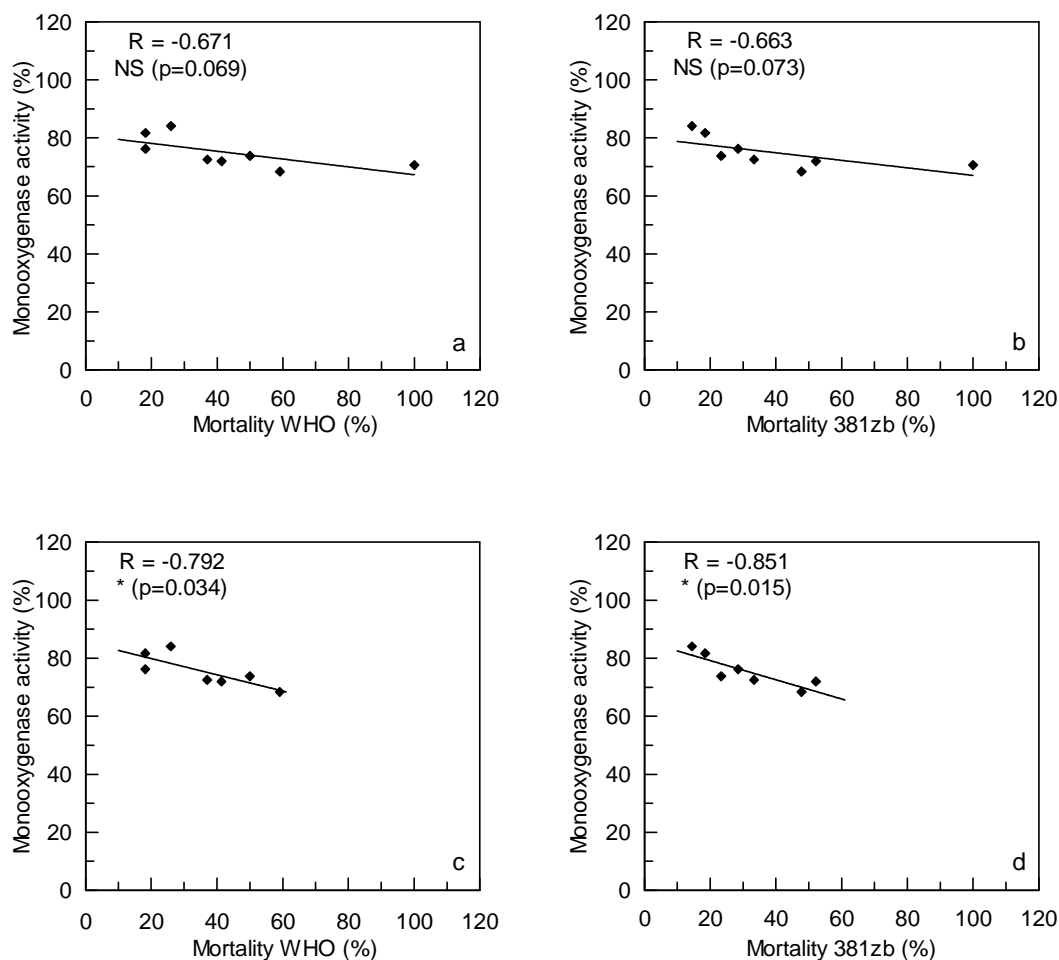 120
100
80
60
40
20
0
Monooxygenase activity (%)
R = -0.671
NS (p=0.069)
a
0 20 40 60 80 100 120
Mortality WHO (%)
120
100
80
60
40
20
0
Monooxygenase activity (%)
R = -0.663
NS (p=0.073)
b
0 20 40 60 80 100 120
Mortality 381zb (%)
120
100
80
60
40
20
0
Monooxygenase activity (%)
R = -0.792
* (p=0.034)
c
0 20 40 60 80 100 120
Mortality WHO (%)
120
100
80
60
40
20
0
Monooxygenase activity (%)
R = -0.851
* (p=0.015)
d
0 20 40 60 80 100 120
Mortality 381zb (%)